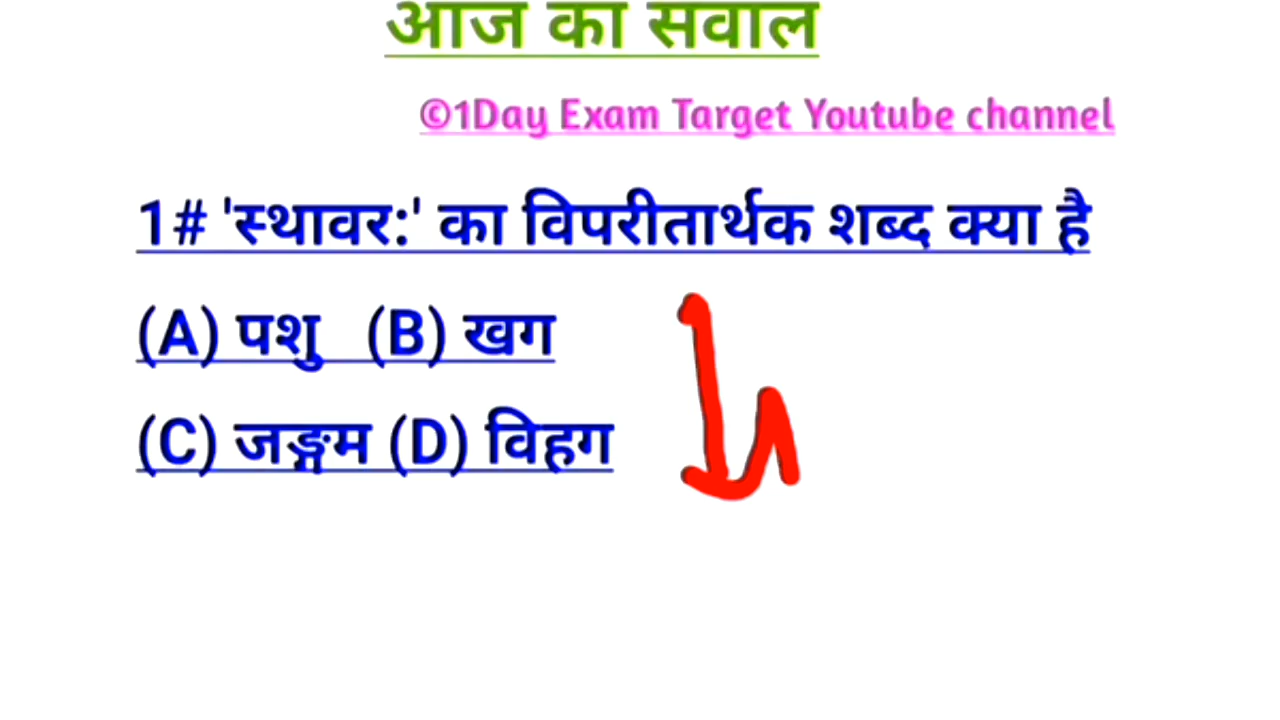 आज का सवाल
©1Day Exam Target Youtube channel
1# 'स्थावर:' का विपरीतार्थक शब्द क्या है
(A) पशु (B) खग
(C) जङ्गम (D) विहग